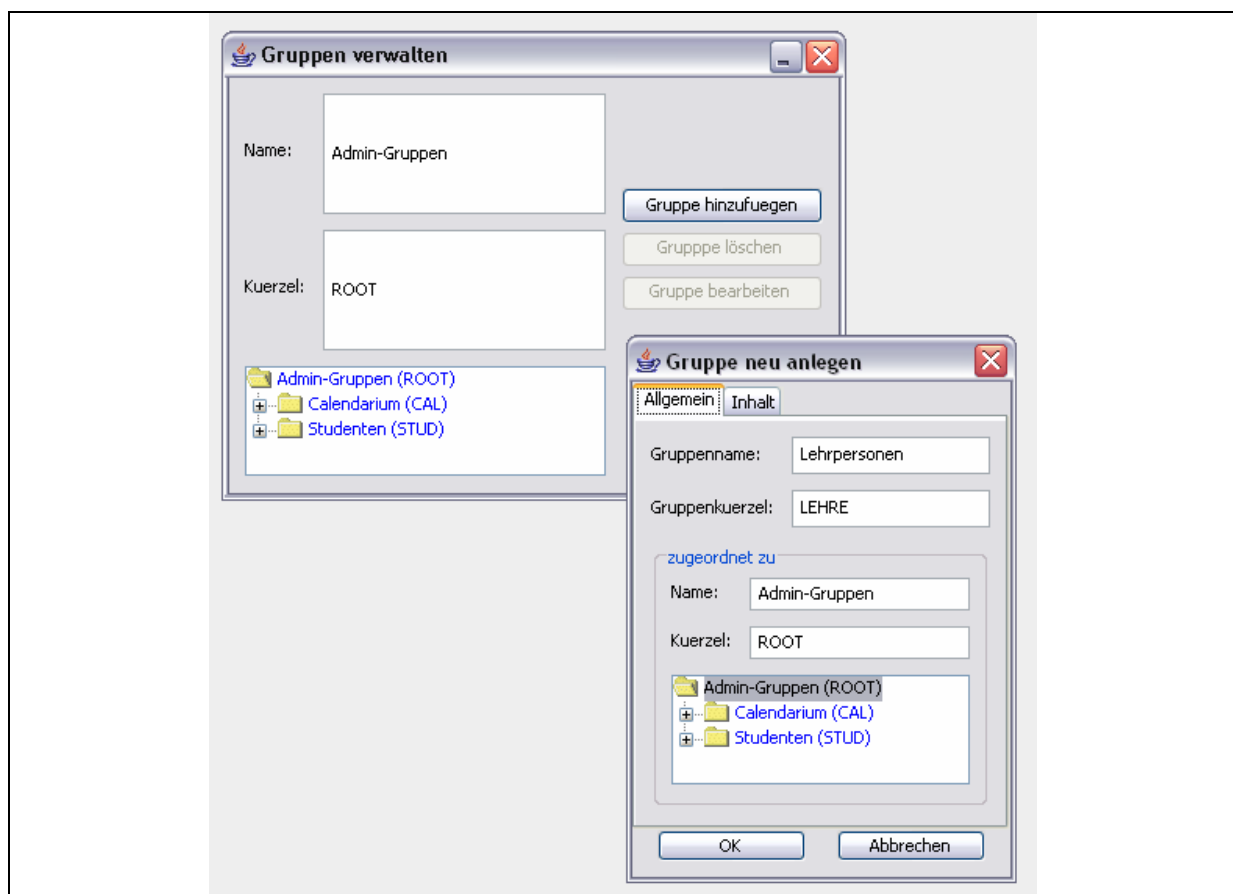 Gruppen verwalten
Name:
Admin-Gruppen
Gruppe hinzufuegen
Grupppe löschen
Kuerzel:
ROOT
Gruppe bearbeiten
Admin-Gruppen (ROOT)
Calendarium (CAL)
Studenten (STUD)
Gruppe neu anlegen
Allgemein
Inhalt
Gruppenname:
Lehrpersonen
Gruppenkuerzel:
LEHRE
zugeordnet zu
Name:
Admin-Gruppen
Kuerzel:
ROOT
Admin-Gruppen (ROOT)
Calendarium (CAL)
Studenten (STUD)
OK
Abbrechen